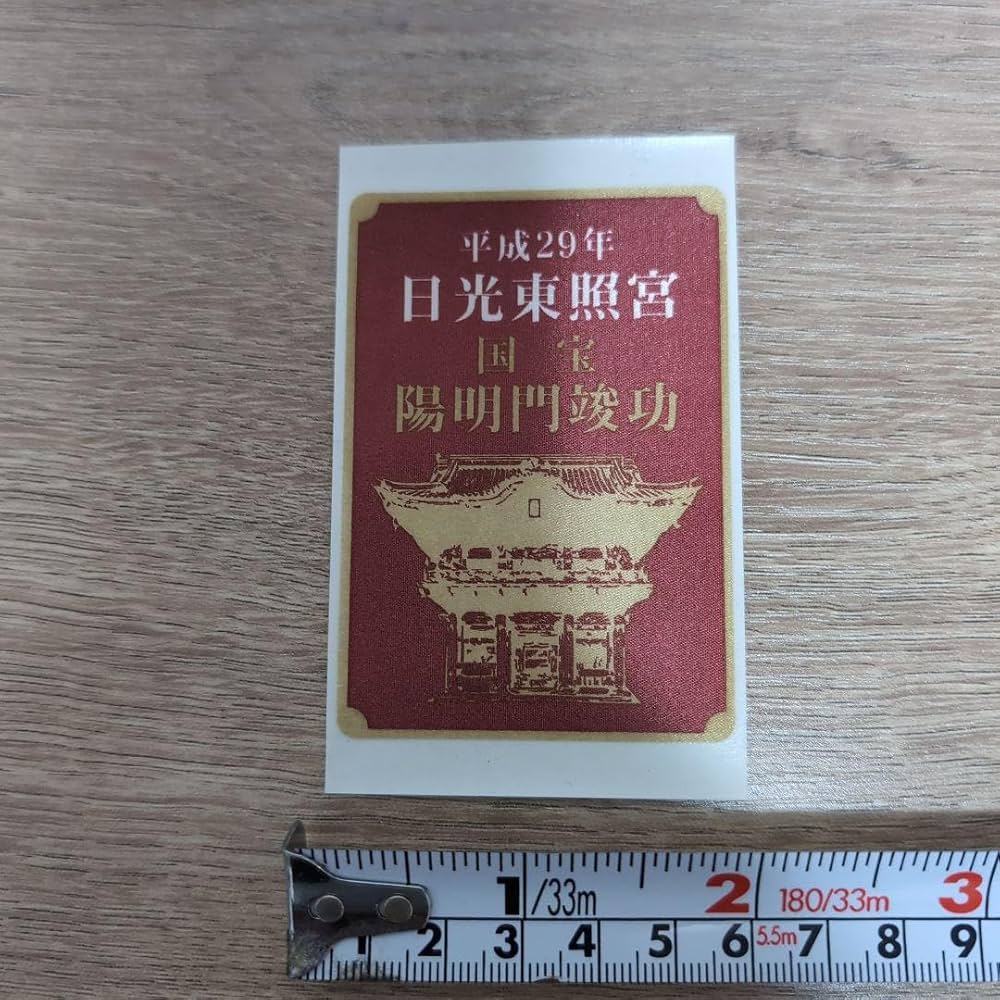 平成29年
日光東照宮
国宝
陽明門竣功
1 /33m 2 180/33m 3
1 2 3 4 5 6 5.5m 7 8 9